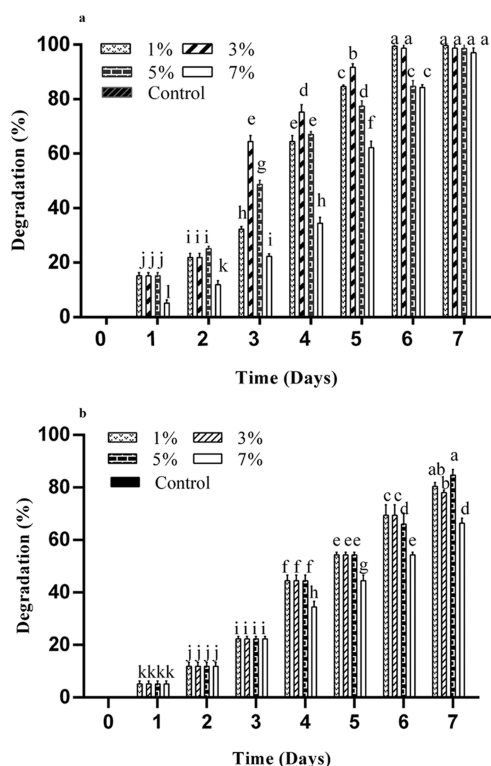 a
100
80
60
40
20
0
Degradation (%)
1% 3%
5% 7%
Control
j j j l
i i i k
h e g i
e d e h
c b d f
a a c c
a a a a a
0 1 2 3 4 5 6 7
Time (Days)
b
100
80
60
40
20
0
Degradation (%)
1% 3%
5% 7%
Control
k k k k
j j j j
i i i i
f f f h
e e e g
c c d e
ab b a d
0 1 2 3 4 5 6 7
Time (Days)